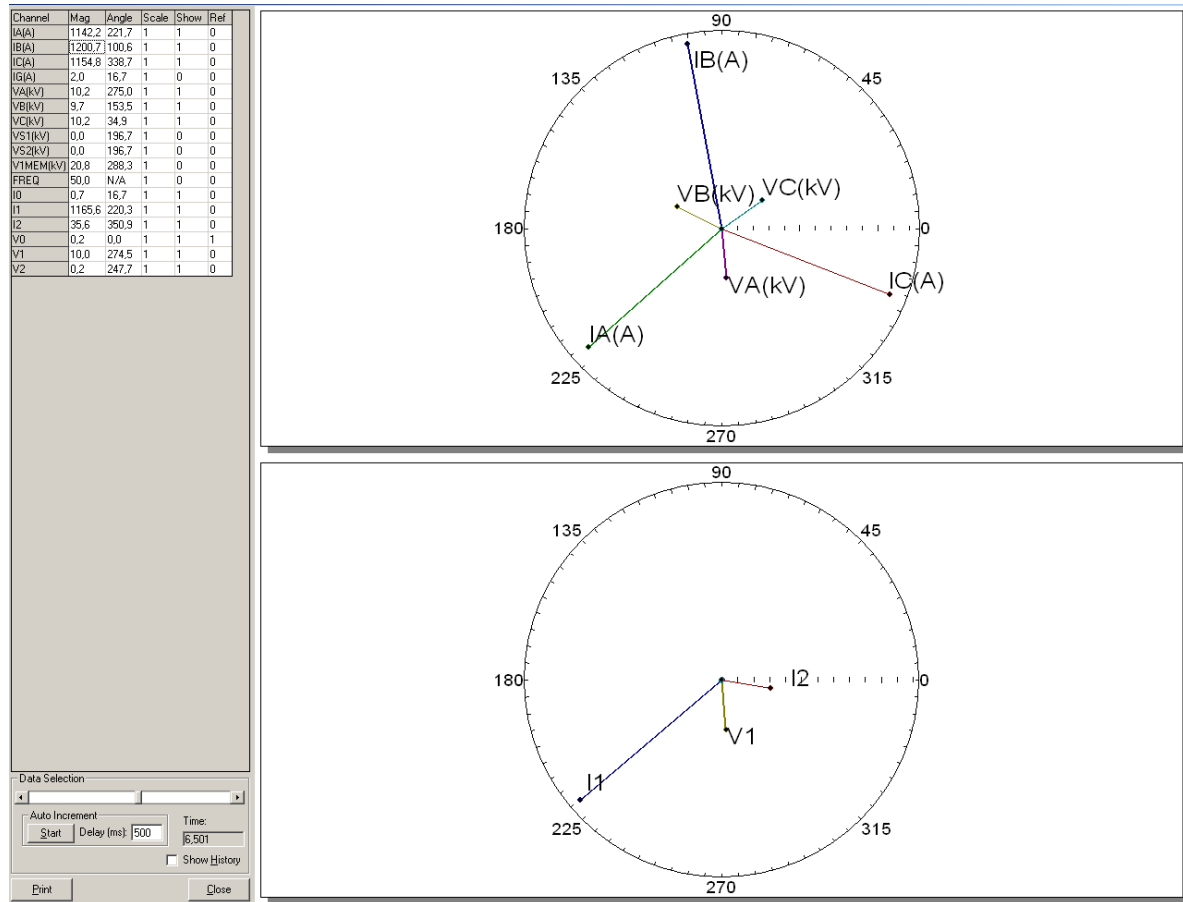 Channel Mag Angle Scale Show Ref
IA(A) 1142,2 221,7 1 1 0
IB(A) 1200,7 100,6 1 1 0
IC(A) 1154,8 338,7 1 1 0
IG(A) 2,0 16,7 1 0 0
VA(kV) 10,2 275,0 1 1 0
VB(kV) 9,7 153,5 1 1 0
VC(kV) 10,2 34,9 1 1 0
VS1(kV) 0,0 196,7 1 0 0
VS2(kV) 0,0 196,7 1 0 0
V1MEM(kV) 20,8 288,3 1 0 0
FREQ 50,0 N/A 1 0 0
I0 0,7 16,7 1 1 0
I1 1165,6 220,3 1 1 0
I2 35,6 350,9 1 1 0
V0 0,2 0,0 1 1 1
V1 10,0 274,5 1 1 0
V2 0,2 247,7 1 1 0
Data Selection
Auto Increment
Start Delay (ms): 500
Time:
6,501
Show History
Print Close
90
IB(A)
135 45
VB(kV) VC(kV)
180 0
VA(kV) IC(A)
IA(A)
225 315
270
90
135 45
180 I2 0
V1
I1
225 315
270